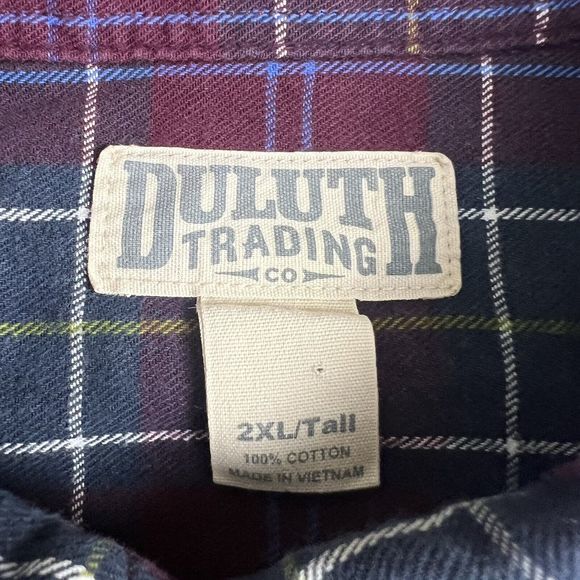 DULUTH
TRADING
CO
2XL/Tall
100% COTTON
MADE IN VIETNAM